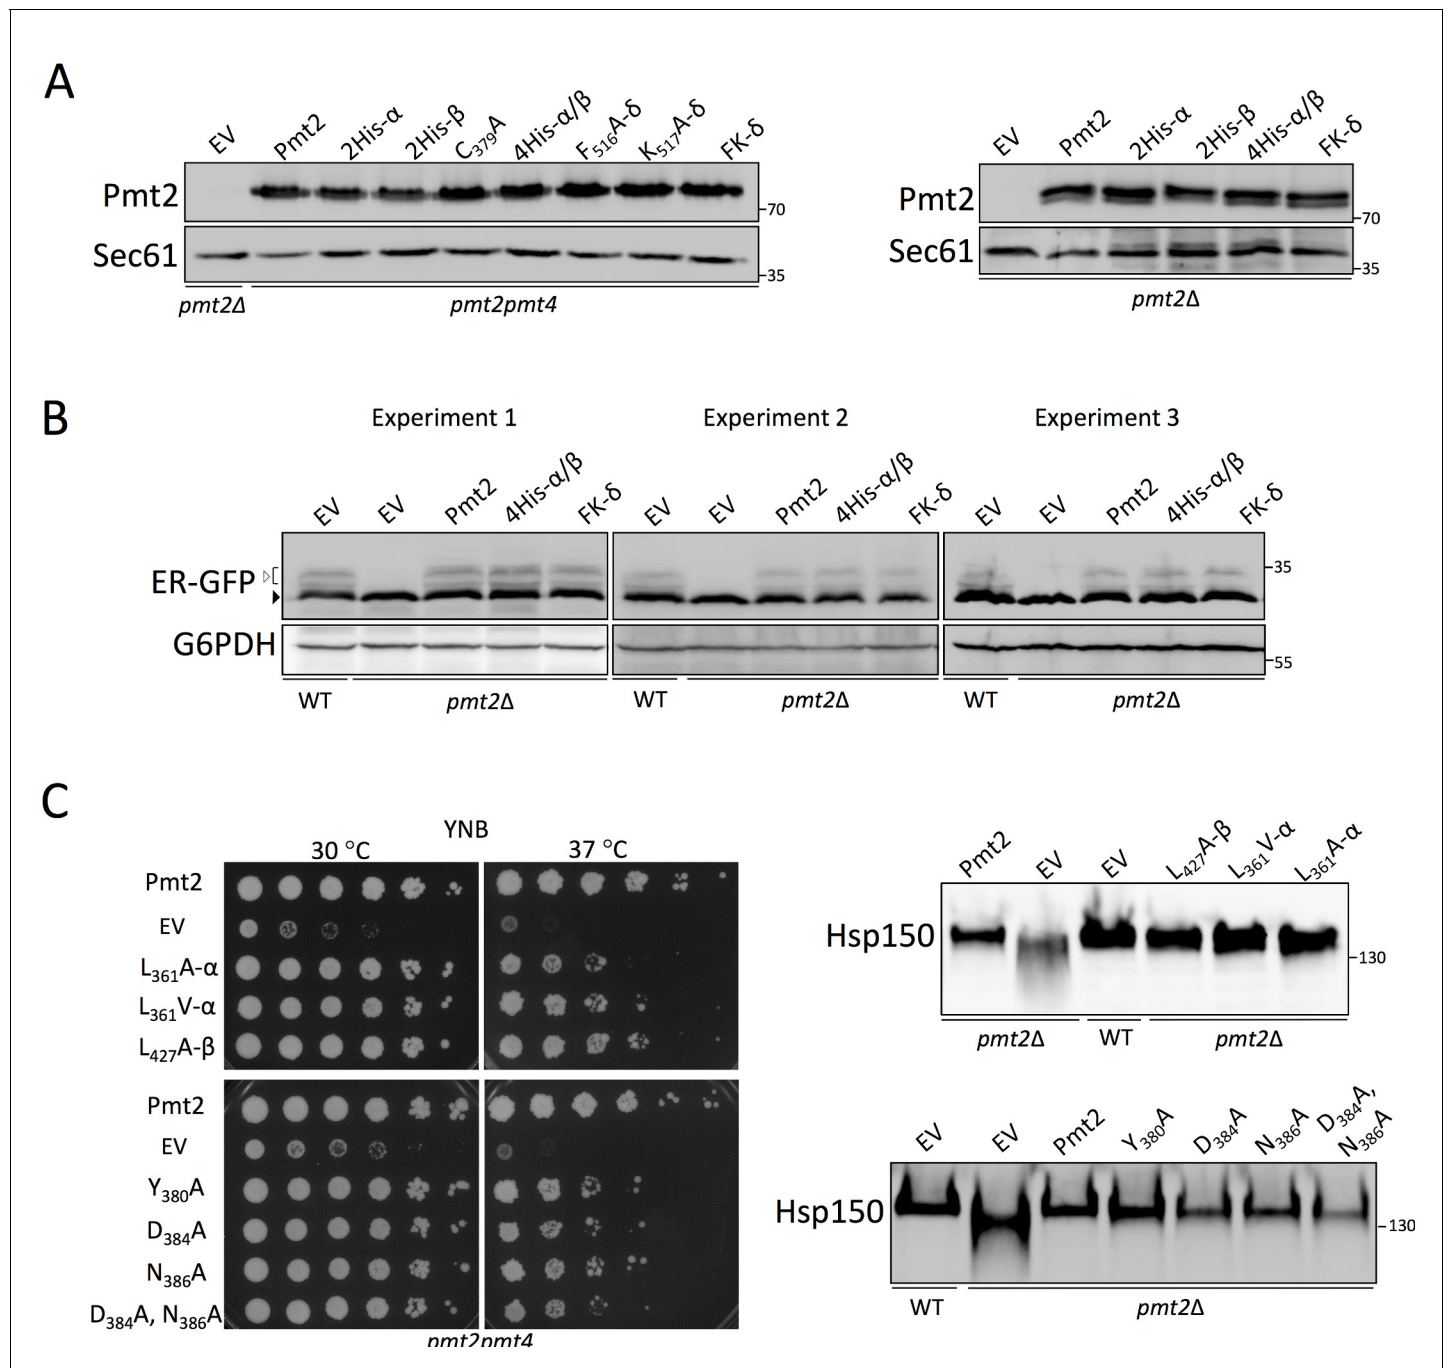 A
EV Pmt2 2His-α 2His-β C379A 4His-α/β F516A-δ K517A-δ FK-δ
Pmt2
-70
Sec61
-35
pmt2Δ pmt2pmt4
EV Pmt2 2His-α 2His-β 4His-α/β FK-δ
Pmt2
-70
Sec61
-35
pmt2Δ
B
Experiment 1 Experiment 2 Experiment 3
EV EV Pmt2 4His-α/β FK-δ EV EV Pmt2 4His-α/β FK-δ EV EV Pmt2 4His-α/β FK-δ
ER-GFP
-35
G6PDH
-55
WT pmt2Δ WT pmt2Δ WT pmt2Δ
C
YNB
30 °C 37 °C
Pmt2
EV
L361A-α
L361V-α
L427A-β
Pmt2
EV
Y380A
D384A
N386A
D384A, N386A
pmt2pmt4
Pmt2 EV EV L427A-β L361V-α L361A-α
Hsp150
-130
pmt2Δ WT pmt2Δ
EV EV Pmt2 Y380A D384A N386A D384A,
N386A
Hsp150
-130
WT pmt2Δ